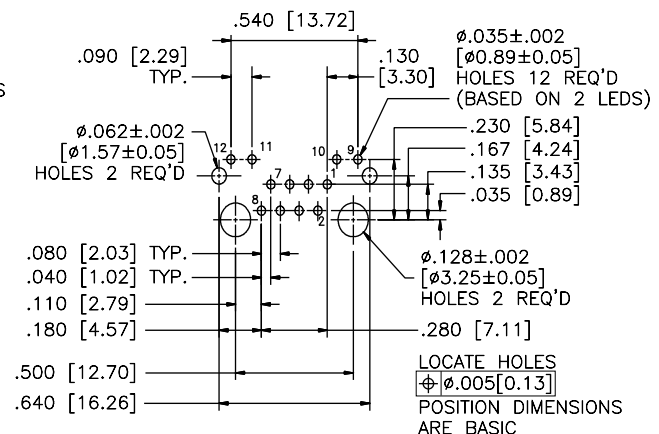 .540 [13.72]
.090 [2.29]
TYP.
.130
[3.30]
ø.035±.002
[ø0.89±0.05]
HOLES 12 REQ'D
(BASED ON 2 LEDS)
S
ø.062±.002
[ø1.57±0.05]
HOLES 2 REQ'D
12
11
10
9
.230 [5.84]
.167 [4.24]
.135 [3.43]
.035 [0.89]
7
1
8
2
.080 [2.03] TYP.
.040 [1.02] TYP.
.110 [2.79]
.180 [4.57]
ø.128±.002
[ø3.25±0.05]
HOLES 2 REQ'D
.280 [7.11]
.500 [12.70]
.640 [16.26]
LOCATE HOLES
⌖ ø.005[0.13]
POSITION DIMENSIONS
ARE BASIC